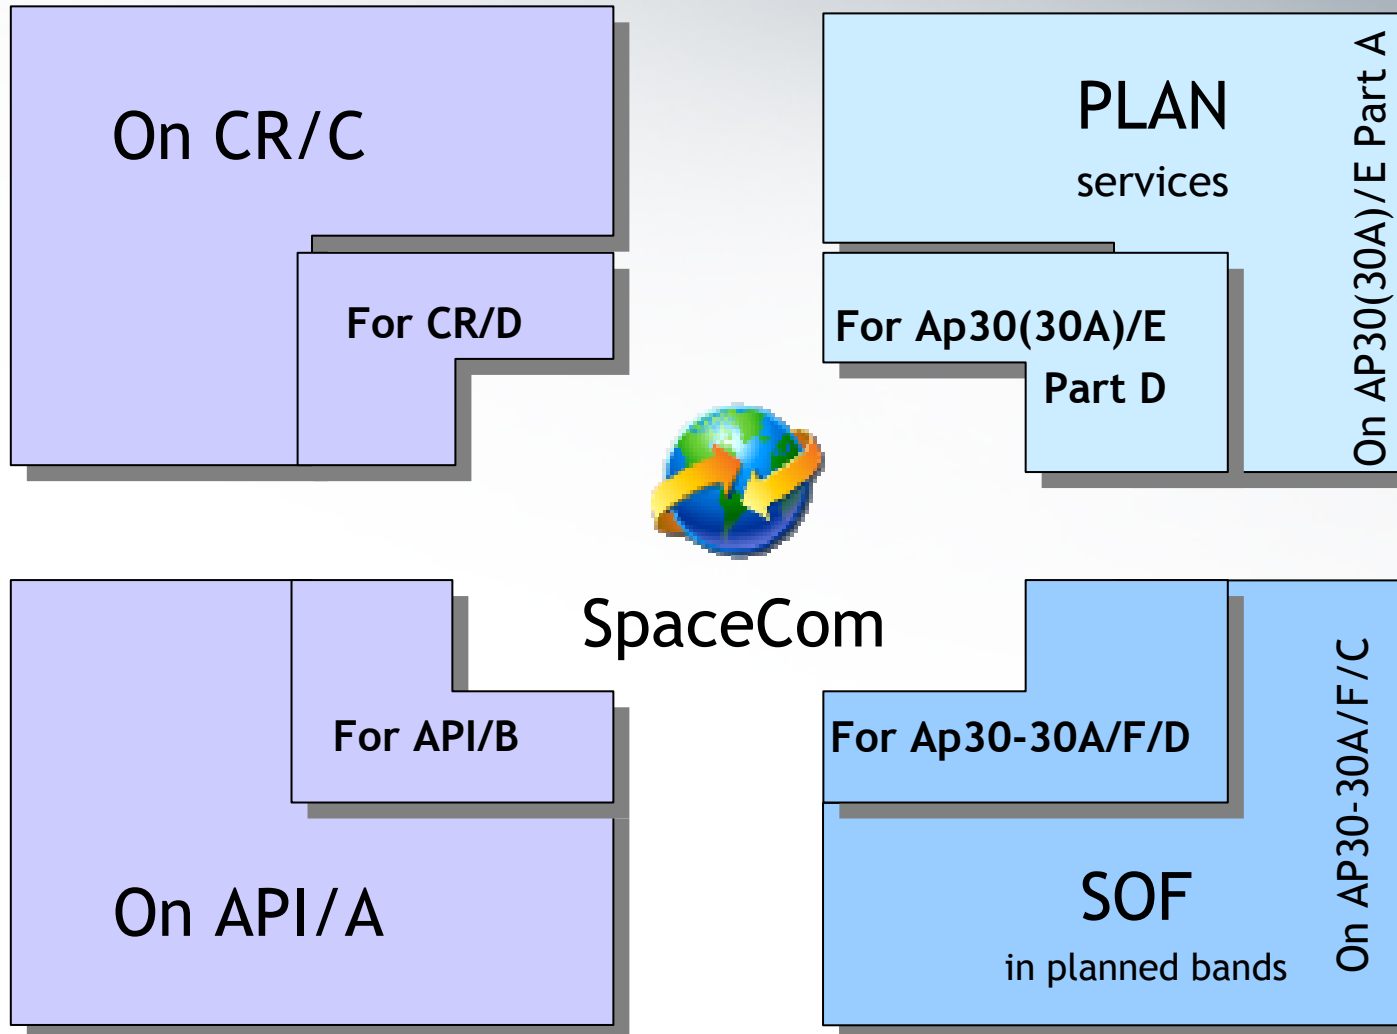 On CR/C
For CR/D
PLAN
services
On AP30(30A)/E Part A
For Ap30(30A)/E
Part D
SpaceCom
For API/B
On API/A
For Ap30-30A/F/D
SOF
in planned bands
On AP30-30A/F/C